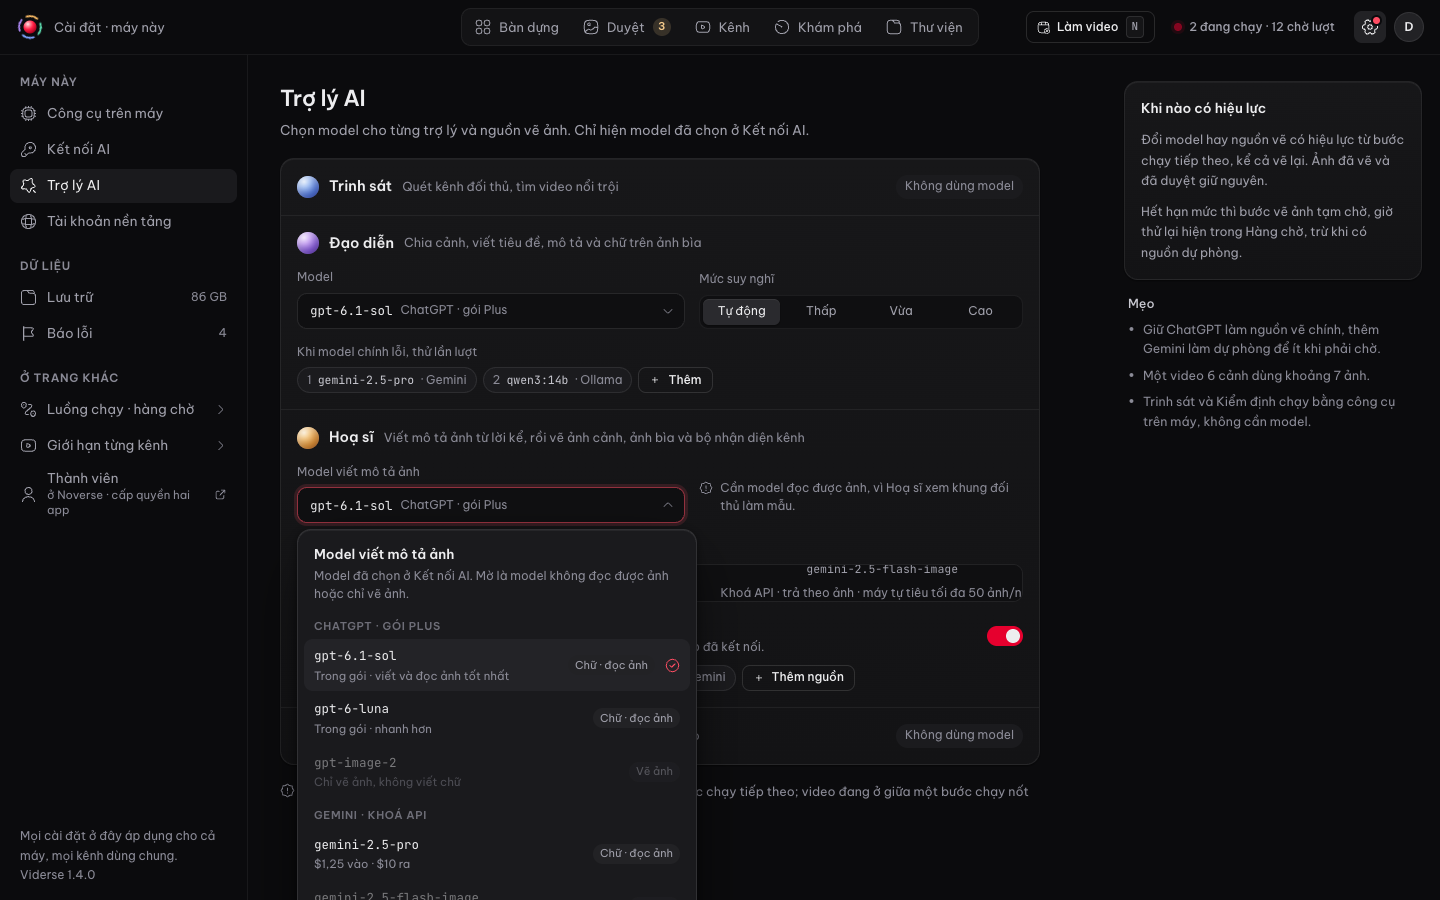 Cài đặt · máy này
Bàn dựng
Duyệt 3
Kênh
Khám phá
Thư viện
Làm video N
2 đang chạy · 12 chờ lượt
D
MÁY NÀY
Công cụ trên máy
Kết nối AI
Trợ lý AI
Tài khoản nền tảng
DỮ LIỆU
Lưu trữ 86 GB
Báo lỗi 4
Ở TRANG KHÁC
Luồng chạy · hàng chờ
Giới hạn từng kênh
Thành viên
ở Noverse · cấp quyền hai
app
Mọi cài đặt ở đây áp dụng cho cả
máy, mọi kênh dùng chung.
Viderse 1.4.0
Trợ lý AI
Chọn model cho từng trợ lý và nguồn vẽ ảnh. Chỉ hiện model đã chọn ở Kết nối AI.
Trinh sát Quét kênh đối thủ, tìm video nổi trội Không dùng model
Đạo diễn Chia cảnh, viết tiêu đề, mô tả và chữ trên ảnh bìa
Model
gpt-6.1-sol ChatGPT · gói Plus
Mức suy nghĩ
Tự động Thấp Vừa Cao
Khi model chính lỗi, thử lần lượt
1 gemini-2.5-pro · Gemini 2 qwen3:14b · Ollama + Thêm
Hoạ sĩ Viết mô tả ảnh từ lời kể, rồi vẽ ảnh cảnh, ảnh bìa và bộ nhận diện kênh
Model viết mô tả ảnh
gpt-6.1-sol ChatGPT · gói Plus
Cần model đọc được ảnh, vì Hoạ sĩ xem khung đối
thủ làm mẫu.
Model viết mô tả ảnh
Model đã chọn ở Kết nối AI. Mờ là model không đọc được ảnh
hoặc chỉ vẽ ảnh.
CHATGPT · GÓI PLUS
gpt-6.1-sol
Trong gói · viết và đọc ảnh tốt nhất
Chữ · đọc ảnh
gpt-6-luna
Trong gói · nhanh hơn
Chữ · đọc ảnh
gpt-image-2
Chỉ vẽ ảnh, không viết chữ
Vẽ ảnh
GEMINI · KHOÁ API
gemini-2.5-pro
$1,25 vào · $10 ra
Chữ · đọc ảnh
gemini-2.5-flash-image
gemini-2.5-flash-image
Khoá API · trả theo ảnh · máy tự tiêu tối đa 50 ảnh/n
đã kết nối.
emini + Thêm nguồn
Không dùng model
chạy tiếp theo; video đang ở giữa một bước chạy nốt
Khi nào có hiệu lực
Đổi model hay nguồn vẽ có hiệu lực từ bước
chạy tiếp theo, kể cả vẽ lại. Ảnh đã vẽ và
đã duyệt giữ nguyên.
Hết hạn mức thì bước vẽ ảnh tạm chờ, giờ
thử lại hiện trong Hàng chờ, trừ khi có
nguồn dự phòng.
Mẹo
• Giữ ChatGPT làm nguồn vẽ chính, thêm
Gemini làm dự phòng để ít khi phải chờ.
• Một video 6 cảnh dùng khoảng 7 ảnh.
• Trinh sát và Kiểm định chạy bằng công cụ
trên máy, không cần model.